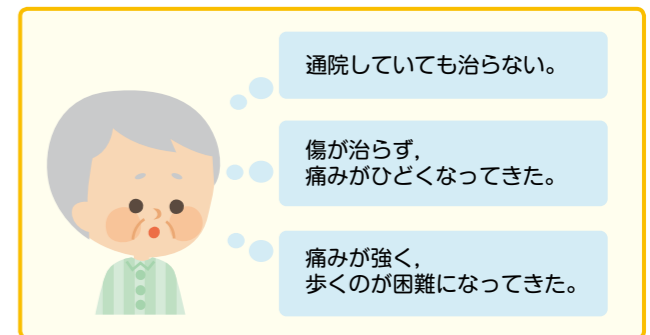 通院していても治らない。
傷が治らず，
痛みがひどくなってきた。
痛みが強く，
歩くのが困難になってきた。